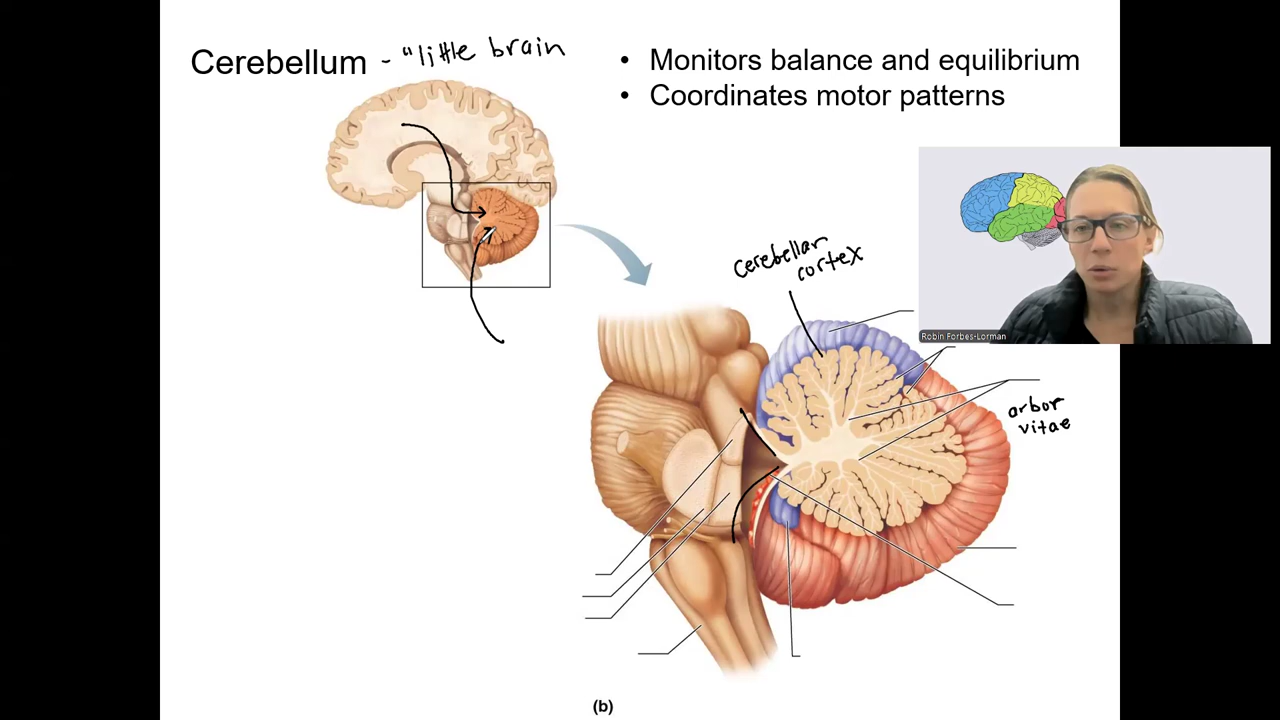 Cerebellum - "little brain
• Monitors balance and equilibrium
• Coordinates motor patterns
Robin Forbes-Lorman
cerebellar
cortex
arbor
vitae
(b)